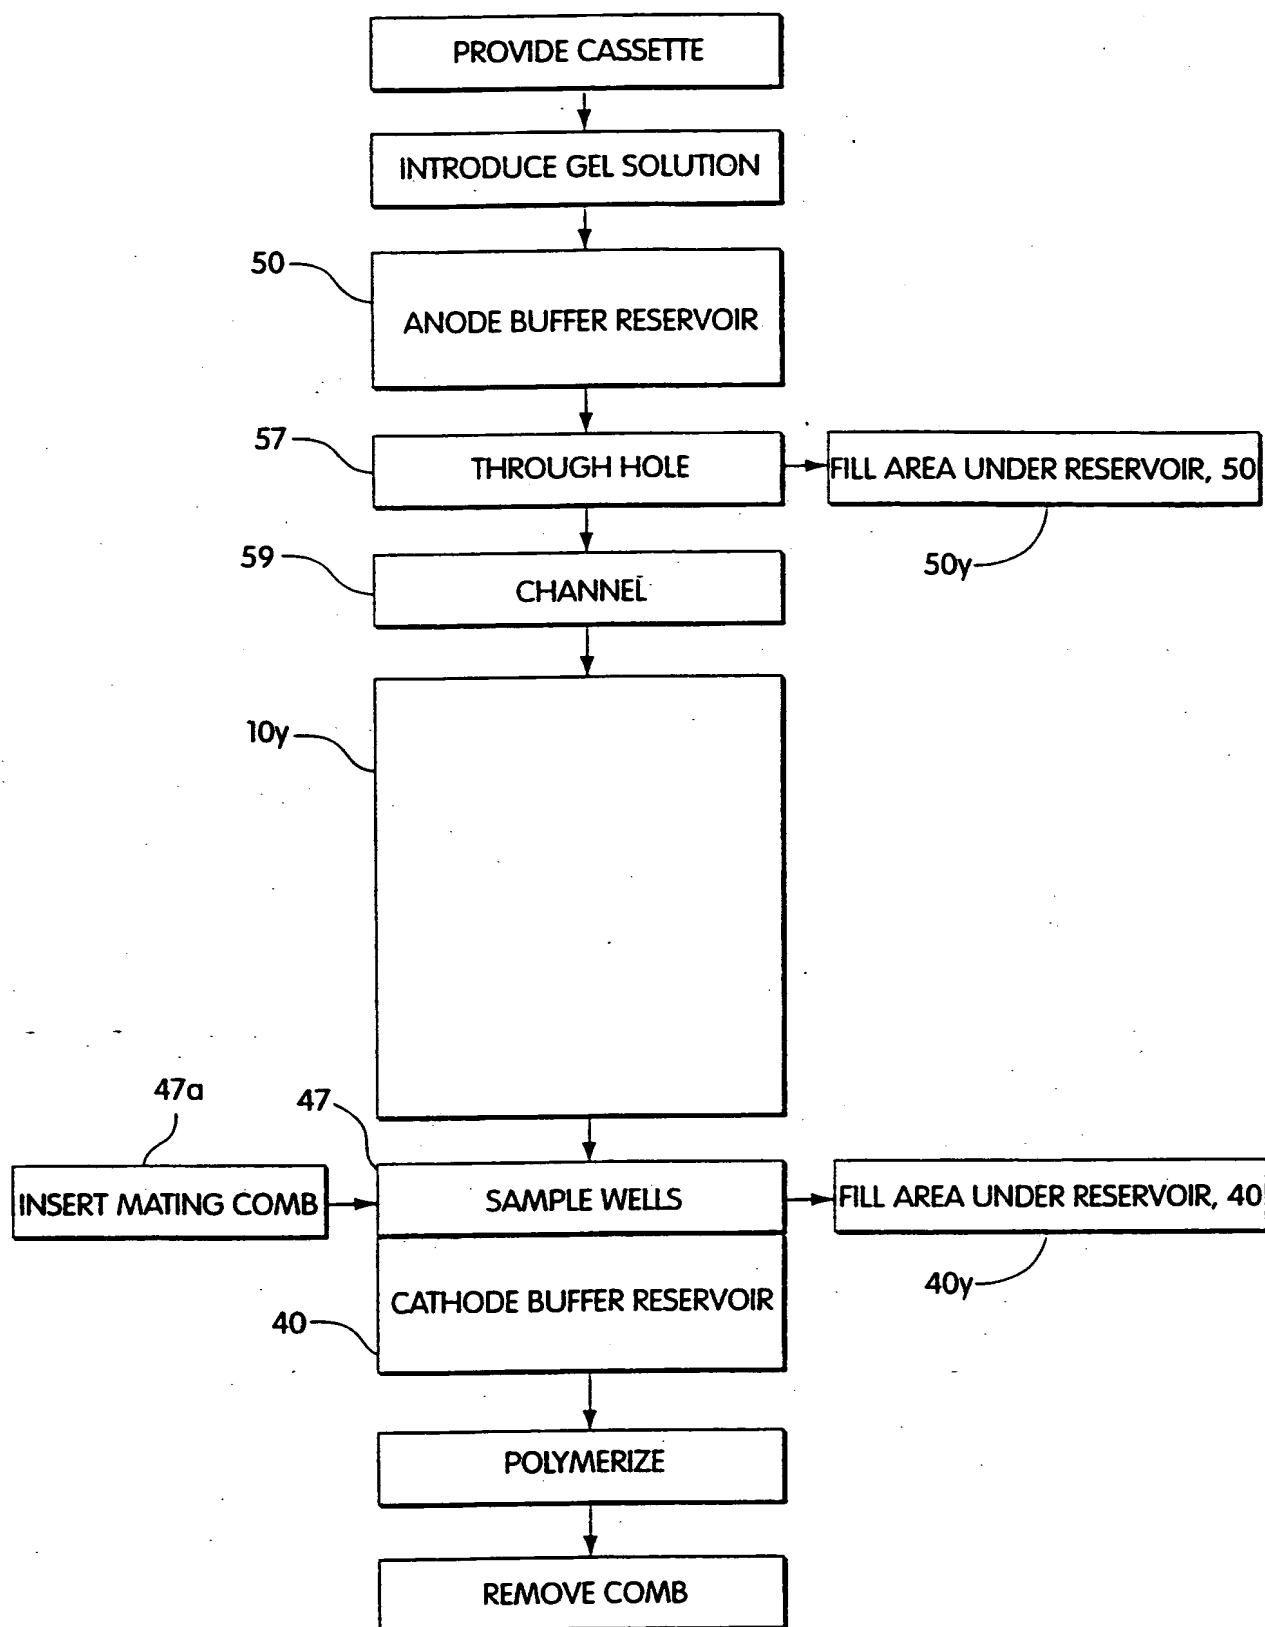 PROVIDE CASSETTE
INTRODUCE GEL SOLUTION
50
ANODE BUFFER RESERVOIR
57
THROUGH HOLE
FILL AREA UNDER RESERVOIR, 50
50y
59
CHANNEL
10y
47a
47
INSERT MATING COMB
SAMPLE WELLS
FILL AREA UNDER RESERVOIR, 40
40y
CATHODE BUFFER RESERVOIR
40
POLYMERIZE
REMOVE COMB